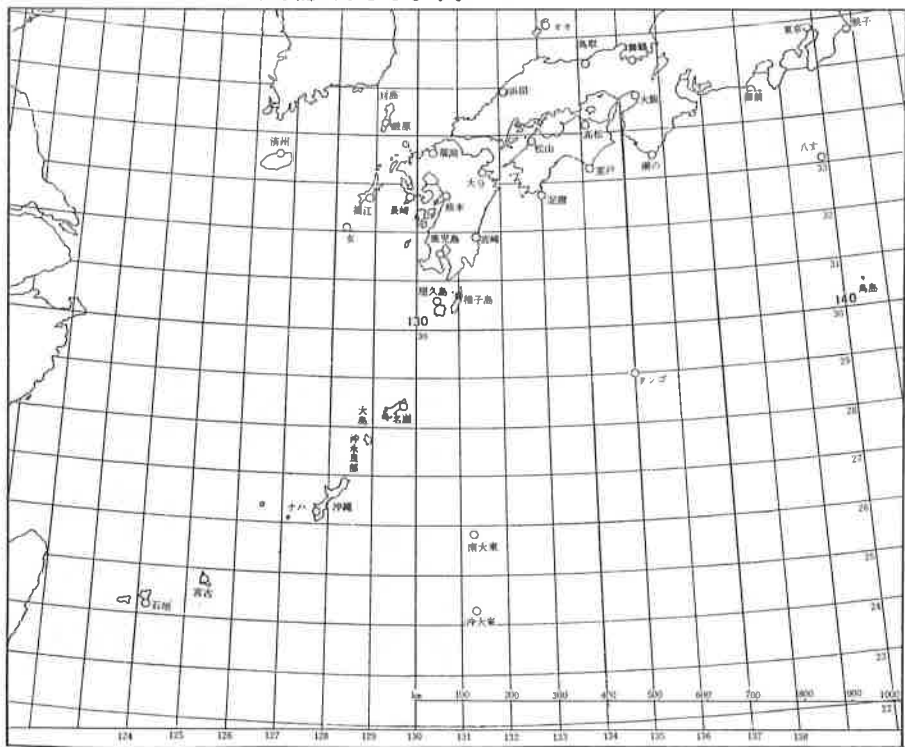 鳥取
舞鶴
東京
銚子
浜田
大阪
御前
対島
厳原
済州
高松
松山
福岡
室戸
潮の
八丈
33
大分
足摺
福江
長崎
熊本
女
32
鹿児島
宮崎
31
屋久島
種子島
鳥島
140
130
30
30
タンゴ
29
大島
名瀬
28
沖永良部
27
ナハ
沖縄
26
南大東
25
宮古
石垣
24
沖大東
23
km 100 200 300 400 500 600 700 800 900 1000
22
124 125 126 127 128 129 130 131 132 133 134 135 136 137 138